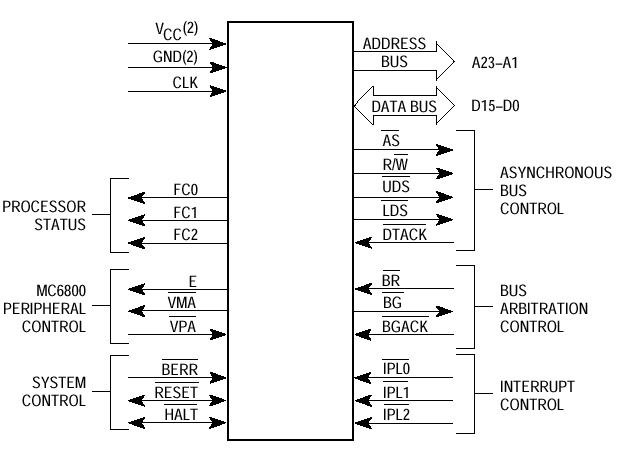 VCC(2)
GND(2)
CLK
PROCESSOR
STATUS
FC0
FC1
FC2
MC6800
PERIPHERAL
CONTROL
E
VMA
VPA
SYSTEM
CONTROL
BERR
RESET
HALT
ADDRESS
BUS
A23–A1
DATA BUS
D15–D0
AS
R/W
UDS
LDS
DTACK
ASYNCHRONOUS
BUS
CONTROL
BR
BG
BGACK
BUS
ARBITRATION
CONTROL
IPL0
IPL1
IPL2
INTERRUPT
CONTROL